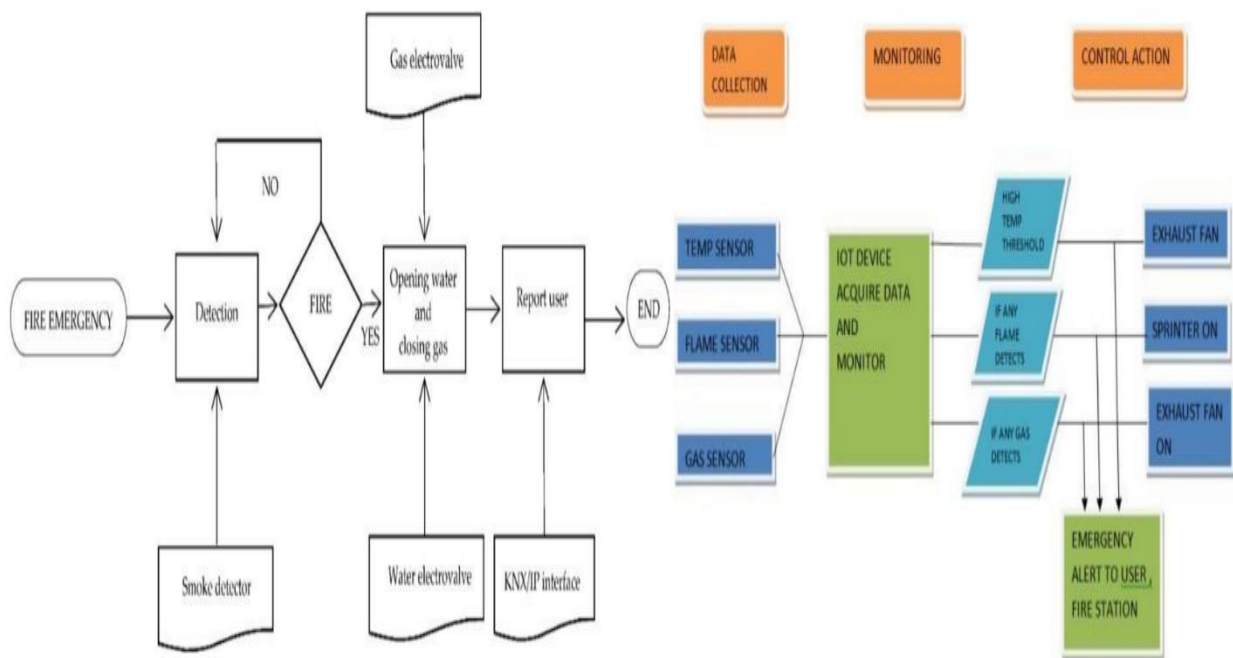 Gas electrovalve
NO
FIRE EMERGENCY
Detection
FIRE
YES
Opening water
and
closing gas
Report user
END
Smoke detector
Water electrovalve
KNX/IP interface
DATA
COLLECTION
MONITORING
CONTROL ACTION
TEMP SENSOR
FLAME SENSOR
GAS SENSOR
IOT DEVICE
ACQUIRE DATA
AND
MONITOR
HIGH
TEMP
THRESHOLD
IF ANY
FLAME
DETECTS
IF ANY GAS
DETECTS
EXHAUST FAN
SPRINTER ON
EXHAUST FAN
ON
EMERGENCY
ALERT TO USER ,
FIRE STATION